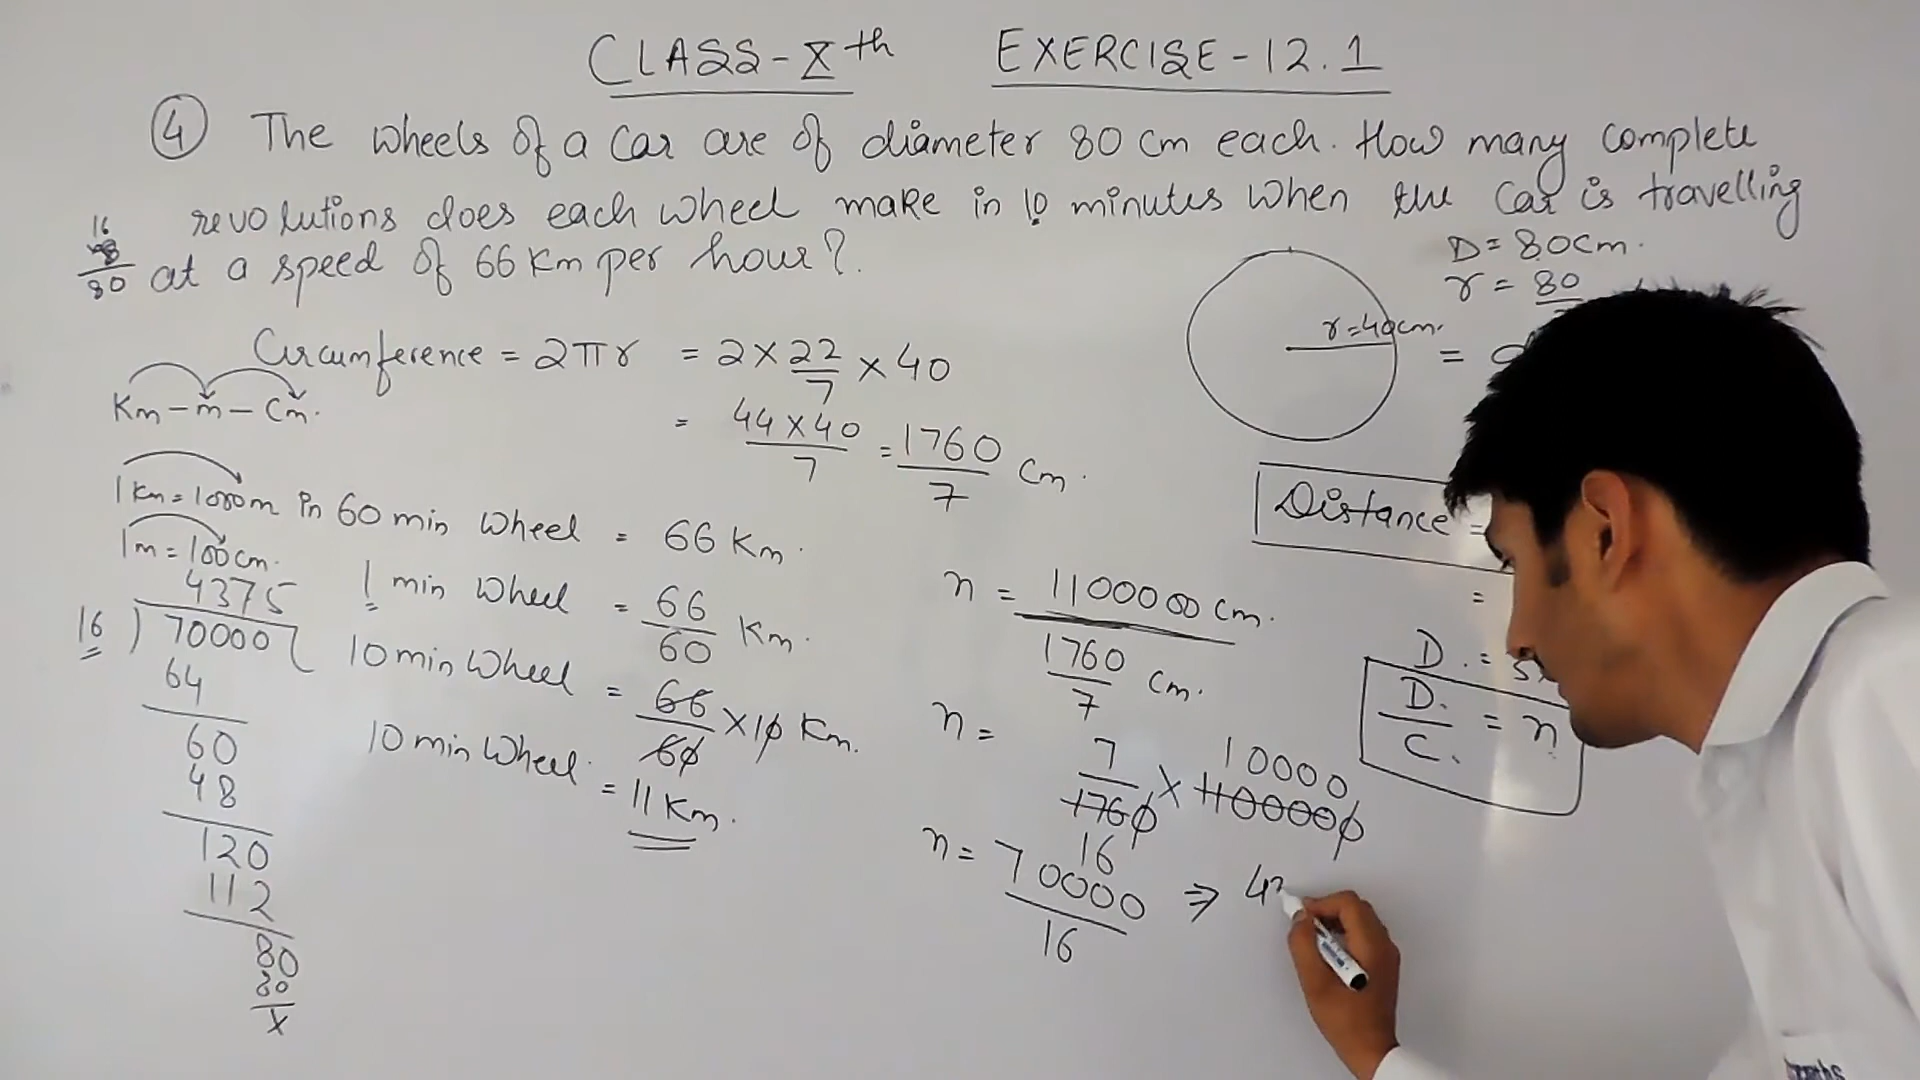 CLASS-Xth EXERCISE-12.1
④ The wheels of a car are of diameter 80 cm each. How many complete
revolutions does each wheel make in 10 minutes when the car is travelling
at a speed of 66 Km per hour?
16
48
80
D = 80cm.
r = 80
r=40cm.
=
Circumference = 2πr = 2 × 22/7 × 40
Km – m – Cm.
= 44 × 40/7 = 1760/7 Cm.
1 Km = 1000m
1m = 100cm.
in 60 min wheel = 66 Km.
1 min wheel = 66/60 Km.
10 min wheel = 66/60 × 10 Km.
10 min wheel. = 11 Km.
4375
16 ) 70000 (
64
60
48
120
112
80
80
x
Distance =
=
D. =
D./C. = n
n = 1100000 cm.
1760/7 cm.
n =
7/1760 × 1100000
10000
16
n = 70000/16 ⇒ 43